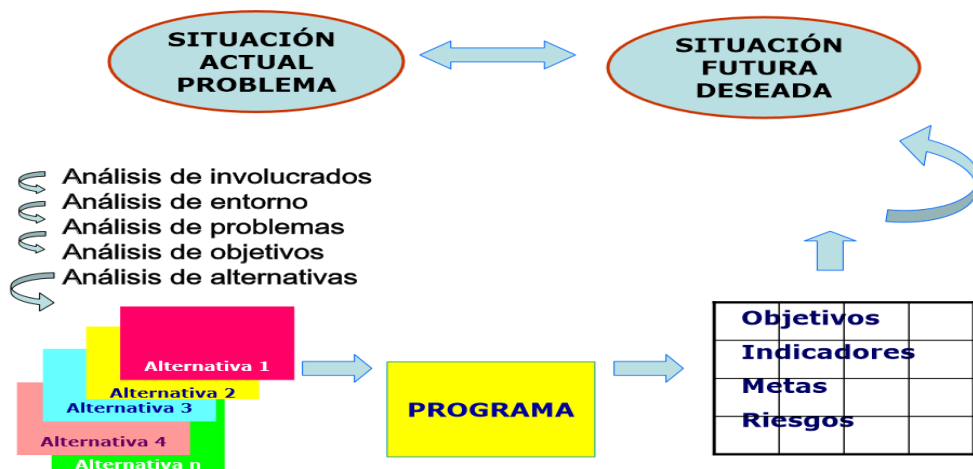 SITUACIÓN
ACTUAL
PROBLEMA
SITUACIÓN
FUTURA
DESEADA
Análisis de involucrados
Análisis de entorno
Análisis de problemas
Análisis de objetivos
Análisis de alternativas
Alternativa 1
Alternativa 2
Alternativa 3
Alternativa 4
Alternativa n
PROGRAMA
Objetivos
Indicadores
Metas
Riesgos